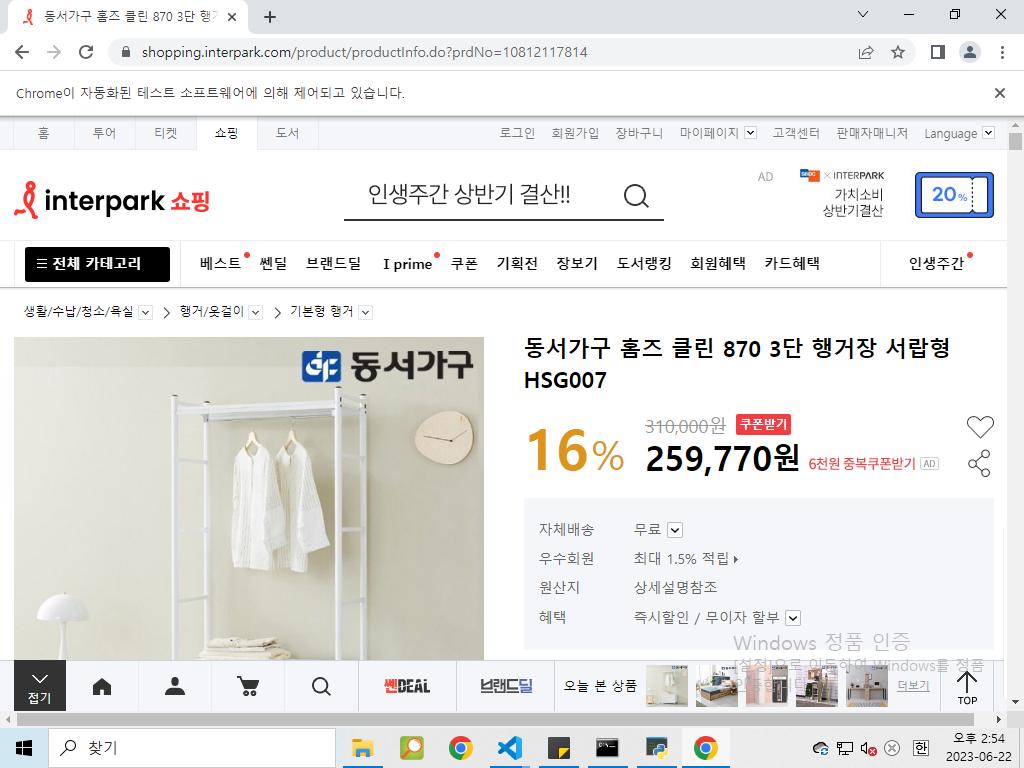 동서가구 홈즈 클린 870 3단 행거
shopping.interpark.com/product/productInfo.do?prdNo=10812117814
Chrome이 자동화된 테스트 소프트웨어에 의해 제어되고 있습니다.
홈 투어 티켓 쇼핑 도서 로그인 회원가입 장바구니 마이페이지 고객센터 판매자매니저 Language
interpark 쇼핑
인생주간 상반기 결산!!
AD
× INTERPARK
가치소비
상반기결산
20%
전체 카테고리 베스트 쎈딜 브랜드딜 I prime 쿠폰 기획전 장보기 도서랭킹 회원혜택 카드혜택 인생주간
생활/수납/청소/욕실 행거/옷걸이 기본형 행거
동서가구
동서가구 홈즈 클린 870 3단 행거장 서랍형
HSG007
16%
310,000원 쿠폰받기
259,770원 6천원 중복쿠폰받기 AD
자체배송 무료
우수회원 최대 1.5% 적립
원산지 상세설명참조
혜택 즉시할인 / 무이자 할부
Windows 정품 인증
[설정]으로 이동하여 Windows를 정품
접기
쎈DEAL
브랜드딜
오늘 본 상품
더보기
TOP
찾기
한
오후 2:54
2023-06-22